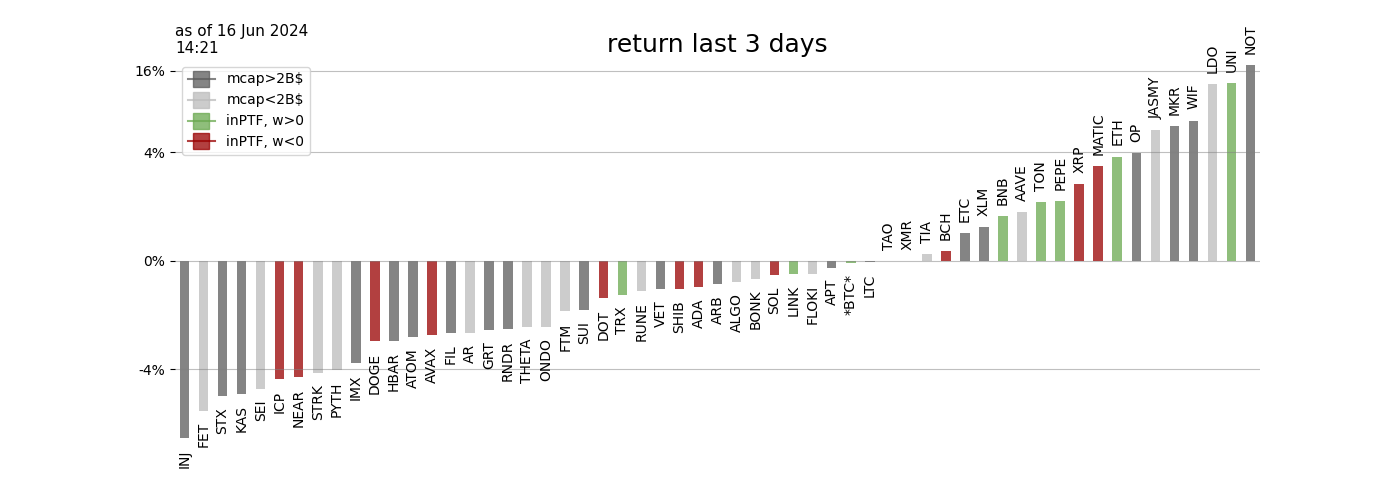 as of 16 Jun 2024
14:21
return last 3 days
mcap>2B$
mcap<2B$
inPTF, w>0
inPTF, w<0
16%
4%
0%
-4%
INJ
FET
STX
KAS
SEI
ICP
NEAR
STRK
PYTH
IMX
DOGE
HBAR
ATOM
AVAX
FIL
AR
GRT
RNDR
THETA
ONDO
FTM
SUI
DOT
TRX
RUNE
VET
SHIB
ADA
ARB
ALGO
BONK
SOL
LINK
FLOKI
APT
*BTC*
LTC
TAO
XMR
TIA
BCH
ETC
XLM
BNB
AAVE
TON
PEPE
XRP
MATIC
ETH
OP
JASMY
MKR
WIF
LDO
UNI
NOT